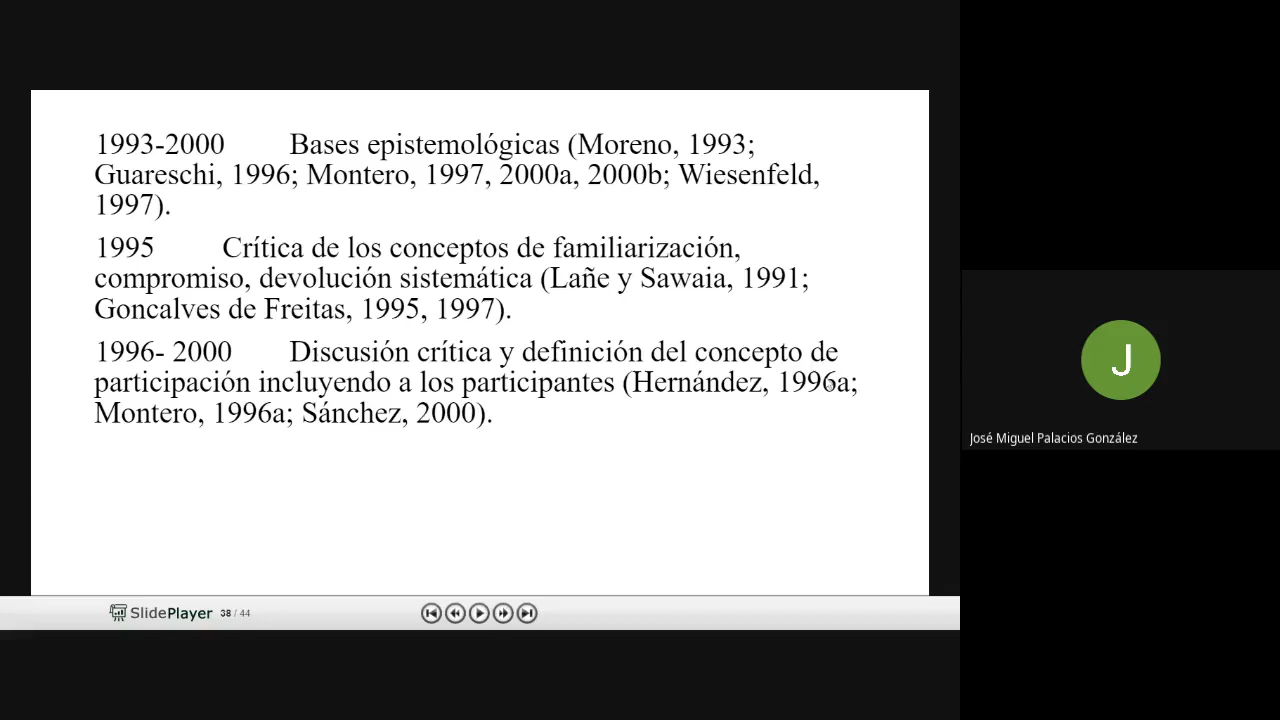 1993-2000 Bases epistemológicas (Moreno, 1993;
Guareschi, 1996; Montero, 1997, 2000a, 2000b; Wiesenfeld,
1997).
1995 Crítica de los conceptos de familiarización,
compromiso, devolución sistemática (Lañe y Sawaia, 1991;
Goncalves de Freitas, 1995, 1997).
1996- 2000 Discusión crítica y definición del concepto de
participación incluyendo a los participantes (Hernández, 1996a;
Montero, 1996a; Sánchez, 2000).
SlidePlayer 38 / 44
J
José Miguel Palacios González